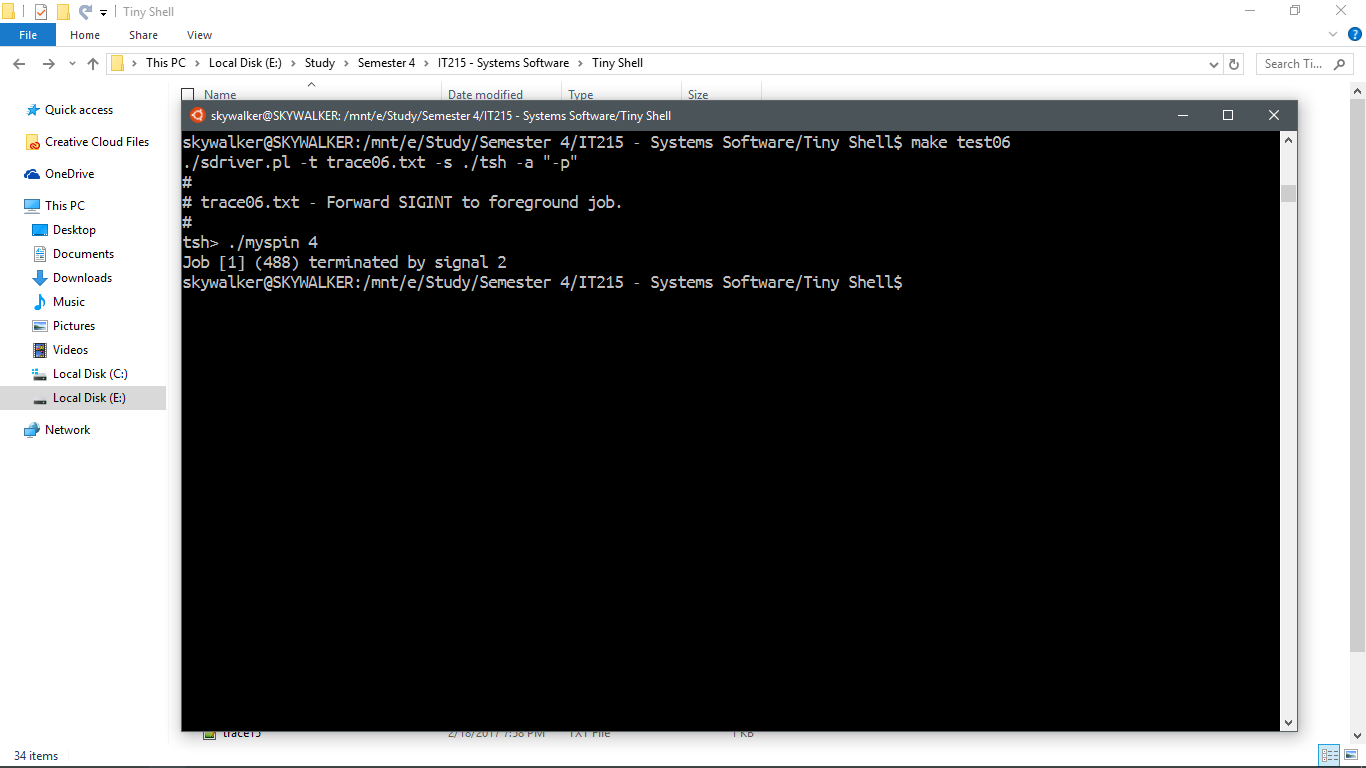 Tiny Shell
File Home Share View
This PC Local Disk (E:) Study Semester 4 IT215 - Systems Software Tiny Shell Search Ti...
Name Date modified Type Size
Quick access
Creative Cloud Files
OneDrive
This PC
Desktop
Documents
Downloads
Music
Pictures
Videos
Local Disk (C:)
Local Disk (E:)
Network
skywalker@SKYWALKER: /mnt/e/Study/Semester 4/IT215 - Systems Software/Tiny Shell
skywalker@SKYWALKER:/mnt/e/Study/Semester 4/IT215 - Systems Software/Tiny Shell$ make test06
./sdriver.pl -t trace06.txt -s ./tsh -a "-p"
#
# trace06.txt - Forward SIGINT to foreground job.
#
tsh> ./myspin 4
Job [1] (488) terminated by signal 2
skywalker@SKYWALKER:/mnt/e/Study/Semester 4/IT215 - Systems Software/Tiny Shell$
trace15 2/18/2017 7:58 PM TXT File 1 KB
34 items